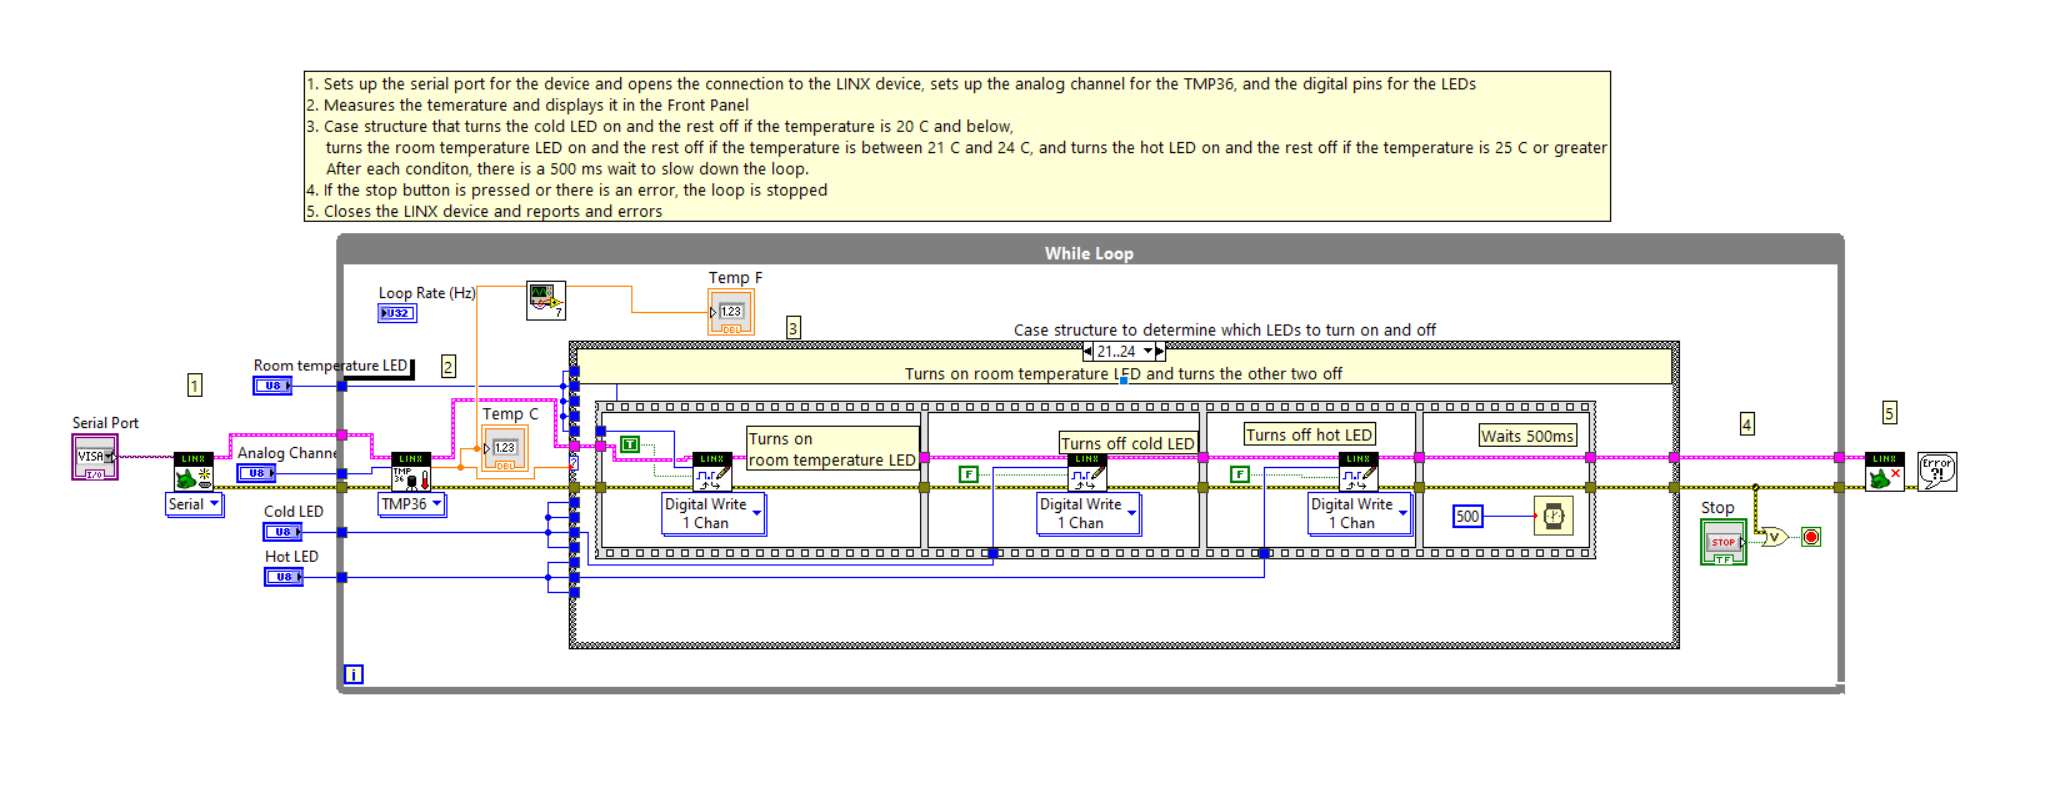 1. Sets up the serial port for the device and opens the connection to the LINX device, sets up the analog channel for the TMP36, and the digital pins for the LEDs
2. Measures the temerature and displays it in the Front Panel
3. Case structure that turns the cold LED on and the rest off if the temperature is 20 C and below,
turns the room temperature LED on and the rest off if the temperature is between 21 C and 24 C, and turns the hot LED on and the rest off if the temperature is 25 C or greater
After each conditon, there is a 500 ms wait to slow down the loop.
4. If the stop button is pressed or there is an error, the loop is stopped
5. Closes the LINX device and reports and errors
While Loop
Temp F
Loop Rate (Hz)
U32
7
1.23
DBL
3
Case structure to determine which LEDs to turn on and off
21..24
Room temperature LED
2
1
U8
Turns on room temperature LED and turns the other two off
Temp C
1.23
DBL
Serial Port
VISA
I/O
Analog Channe
U8
LINX
Serial
LINX
TMP
36
TMP36
T
Turns on
room temperature LED
LINX
Digital Write
1 Chan
Turns off cold LED
F
LINX
Digital Write
1 Chan
Turns off hot LED
F
LINX
Digital Write
1 Chan
Waits 500ms
500
4
5
Stop
STOP
TF
V
LINX
Error
?!
Cold LED
U8
Hot LED
U8
i